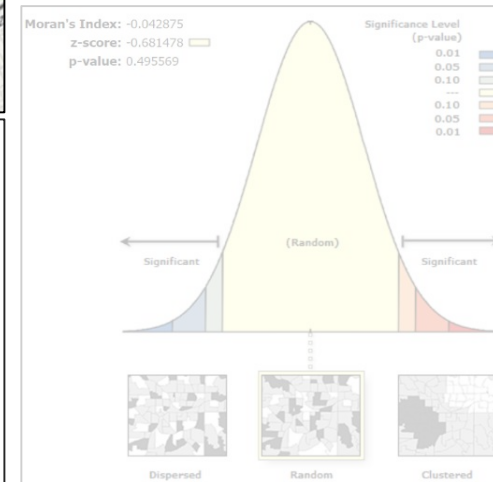 Moran's Index: -0.042875
z-score: -0.681478
p-value: 0.495569
Significance Level
(p-value)
0.01
0.05
0.10
---
0.10
0.05
0.01
(Random)
Significant
Significant
Dispersed
Random
Clustered